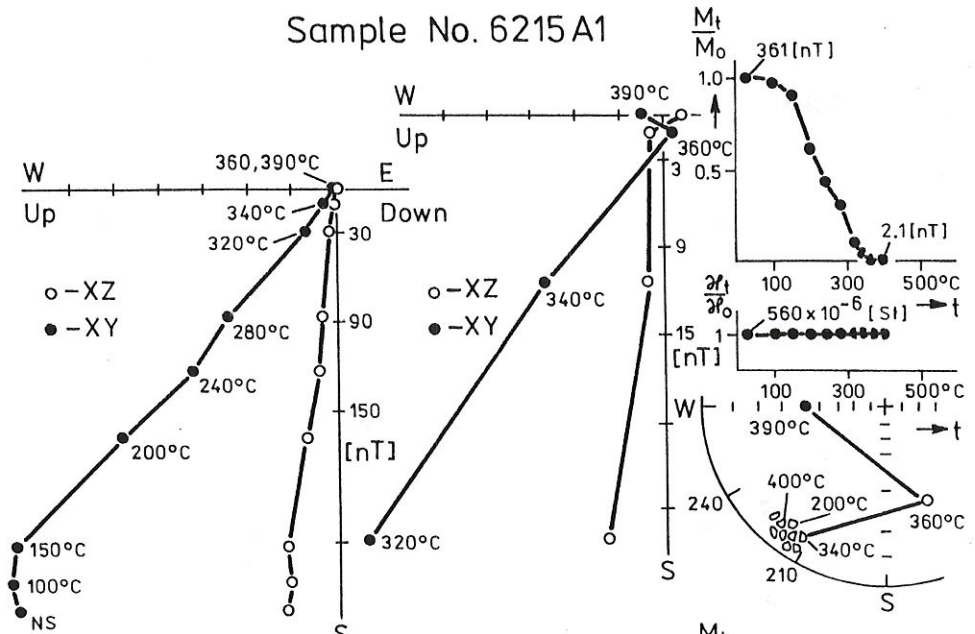 Sample No. 6215 A1
W
Up
E
Down
360,390°C
340°C
320°C
280°C
240°C
200°C
150°C
100°C
NS
30
90
150
[nT]
S
○-XZ
●-XY
W
Up
390°C
360°C
340°C
320°C
3
9
15
[nT]
S
○-XZ
●-XY
Mt
Mo
361 [nT]
1.0
0.5
2.1 [nT]
100
300
500°C
t
ϰt
ϰo
560 x 10⁻⁶ [SI]
1
100
300
500°C
t
W
390°C
360°C
400°C
200°C
340°C
240
210
S
Mt